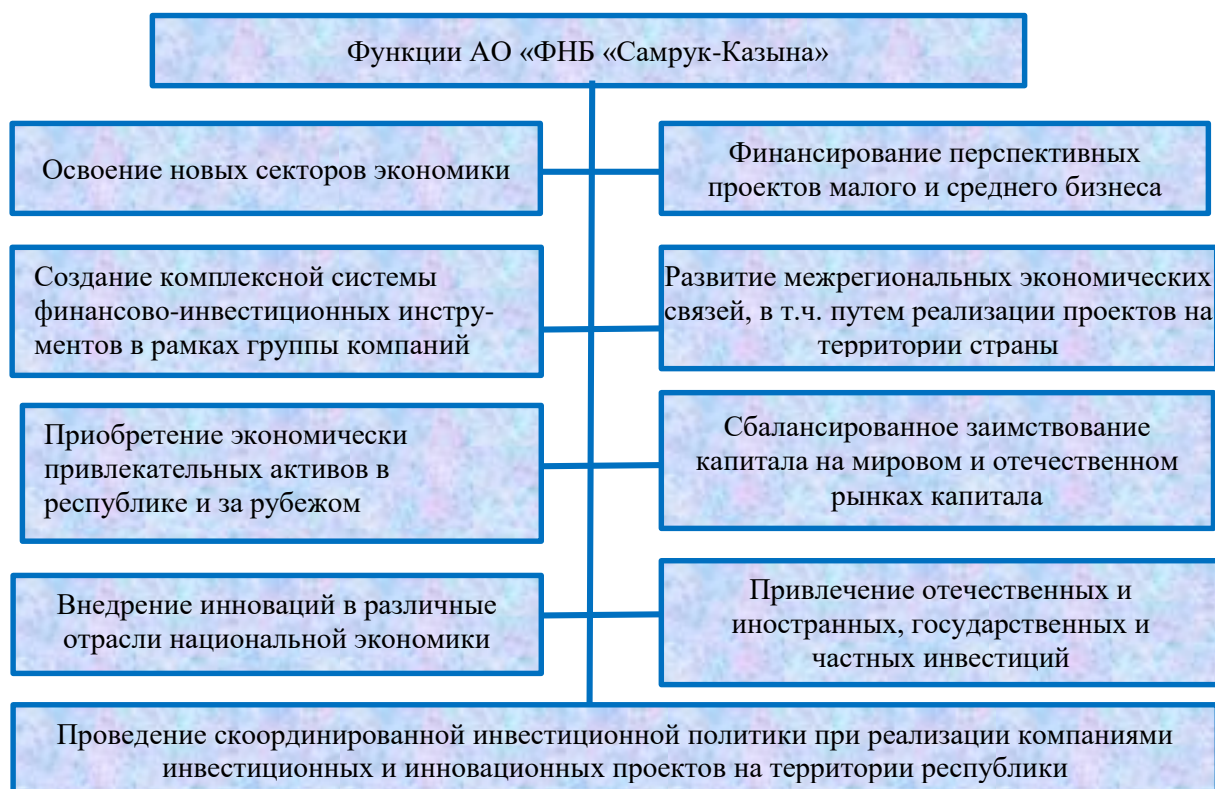 Функции АО «ФНБ «Самрук-Казына»
Освоение новых секторов экономики
Финансирование перспективных
проектов малого и среднего бизнеса
Создание комплексной системы
финансово-инвестиционных инстру-
ментов в рамках группы компаний
Развитие межрегиональных экономических
связей, в т.ч. путем реализации проектов на
территории страны
Приобретение экономически
привлекательных активов в
республике и за рубежом
Сбалансированное заимствование
капитала на мировом и отечественном
рынках капитала
Внедрение инноваций в различные
отрасли национальной экономики
Привлечение отечественных и
иностранных, государственных и
частных инвестиций
Проведение скоординированной инвестиционной политики при реализации компаниями
инвестиционных и инновационных проектов на территории республики